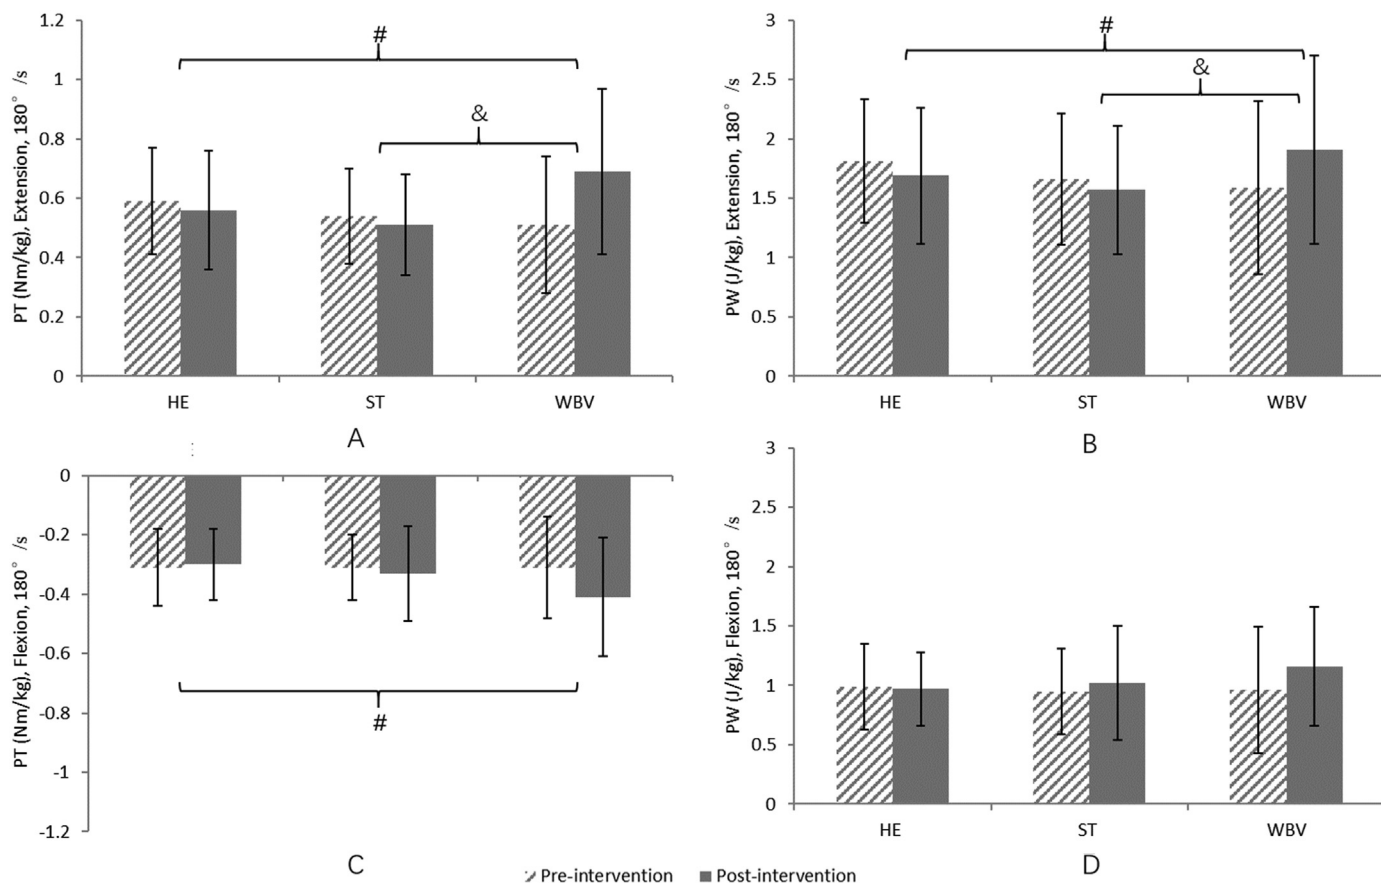 PT (Nm/kg), Extension, 180° /s
1.2
1
0.8
0.6
0.4
0.2
0
#
&
HE ST WBV
A
PW (J/kg), Extension, 180° /s
3
2.5
2
1.5
1
0.5
0
#
&
HE ST WBV
B
PT (Nm/kg), Flexion, 180° /s
0
-0.2
-0.4
-0.6
-0.8
-1
-1.2
#
C
PW (J/kg), Flexion, 180° /s
3
2.5
2
1.5
1
0.5
0
HE ST WBV
D
Pre-intervention Post-intervention